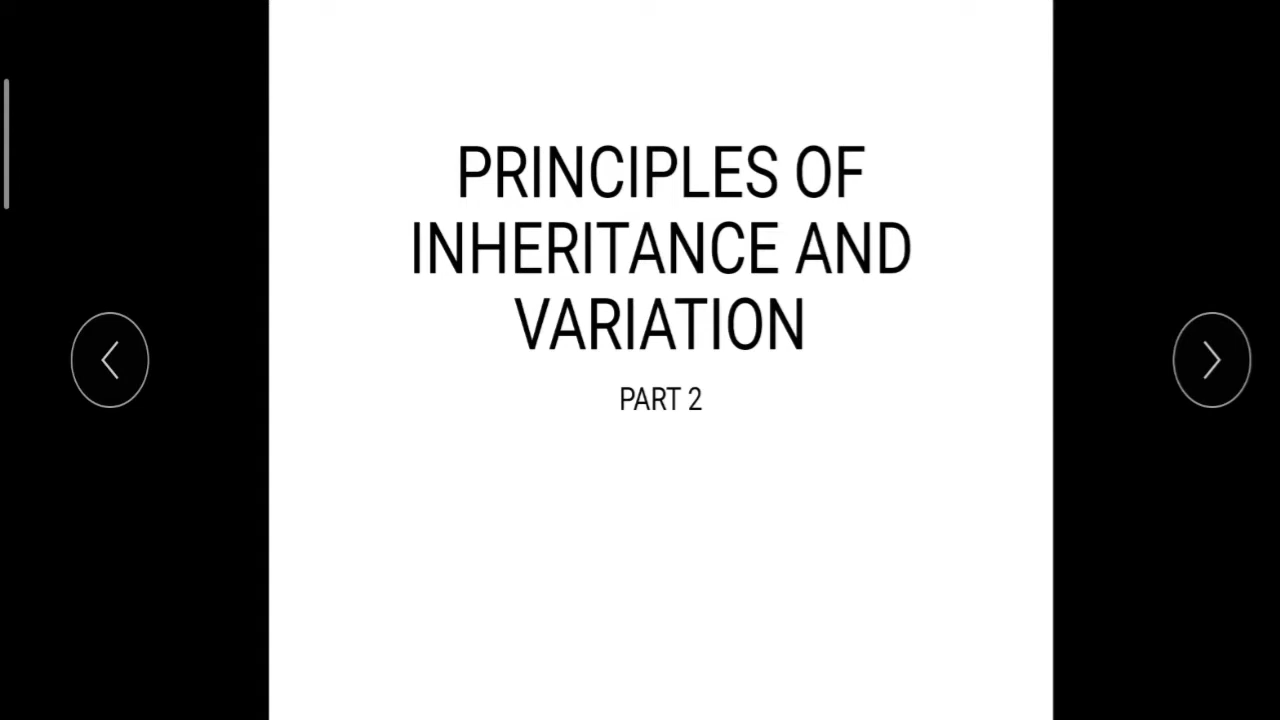 PRINCIPLES OF
INHERITANCE AND
VARIATION
PART 2